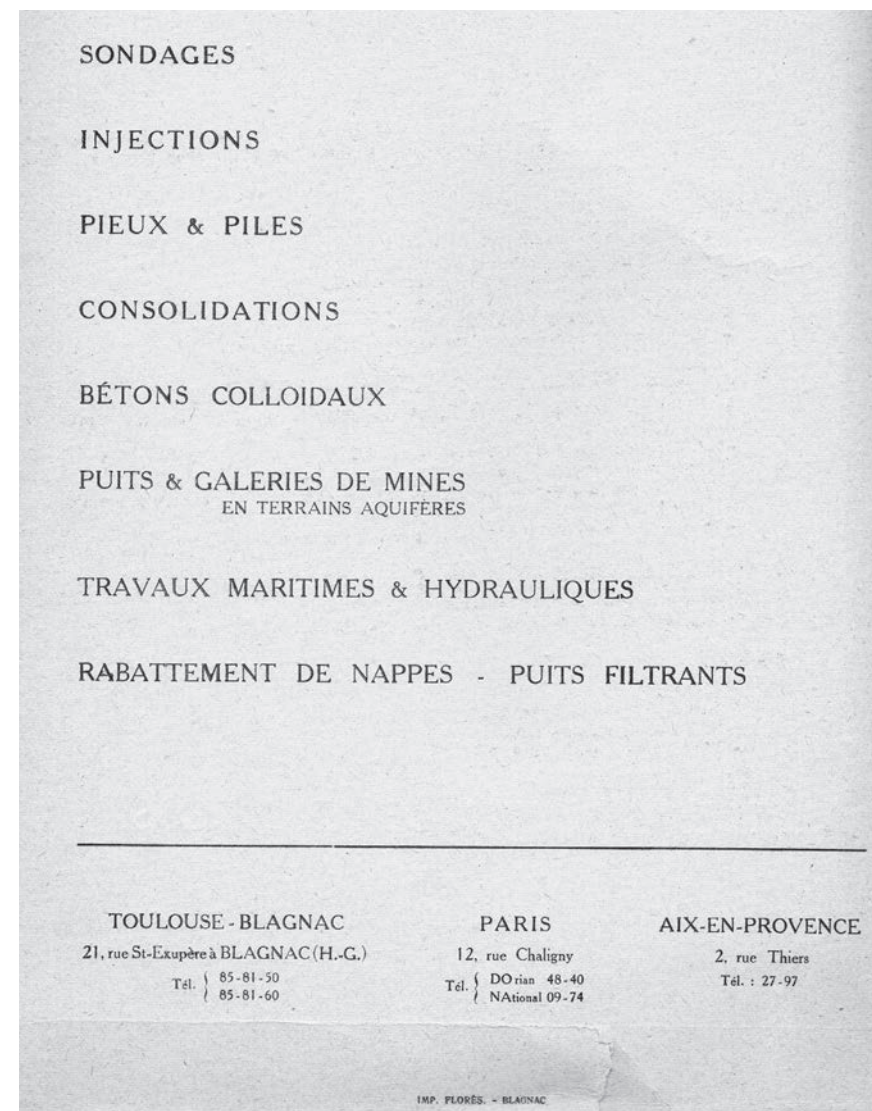 SONDAGES
INJECTIONS
PIEUX & PILES
CONSOLIDATIONS
BÉTONS COLLOIDAUX
PUITS & GALERIES DE MINES
EN TERRAINS AQUIFÈRES
TRAVAUX MARITIMES & HYDRAULIQUES
RABATTEMENT DE NAPPES - PUITS FILTRANTS
TOULOUSE-BLAGNAC
21, rue St-Exupère à BLAGNAC (H.-G.)
Tél. { 85-81-50
85-81-60
PARIS
12, rue Chaligny
Tél. { DOrian 48-40
NAtional 09-74
AIX-EN-PROVENCE
2, rue Thiers
Tél. : 27-97
IMP. FLORÈS. - BLAGNAC